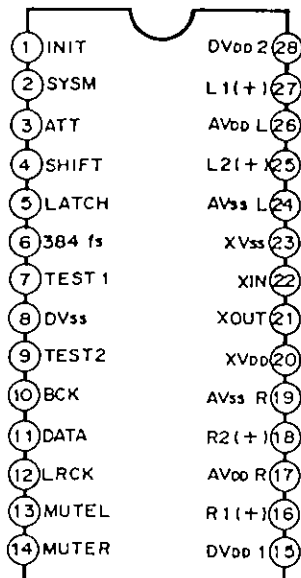 1 INIT DVDD 2 28
2 SYSM L1(+) 27
3 ATT AVDD L 26
4 SHIFT L2(+) 25
5 LATCH AVss L 24
6 384 fs XVss 23
7 TEST 1 XIN 22
8 DVss XOUT 21
9 TEST2 XVDD 20
10 BCK AVss R 19
11 DATA R2(+) 18
12 LRCK AVDD R 17
13 MUTEL R1(+) 16
14 MUTER DVDD 1 15